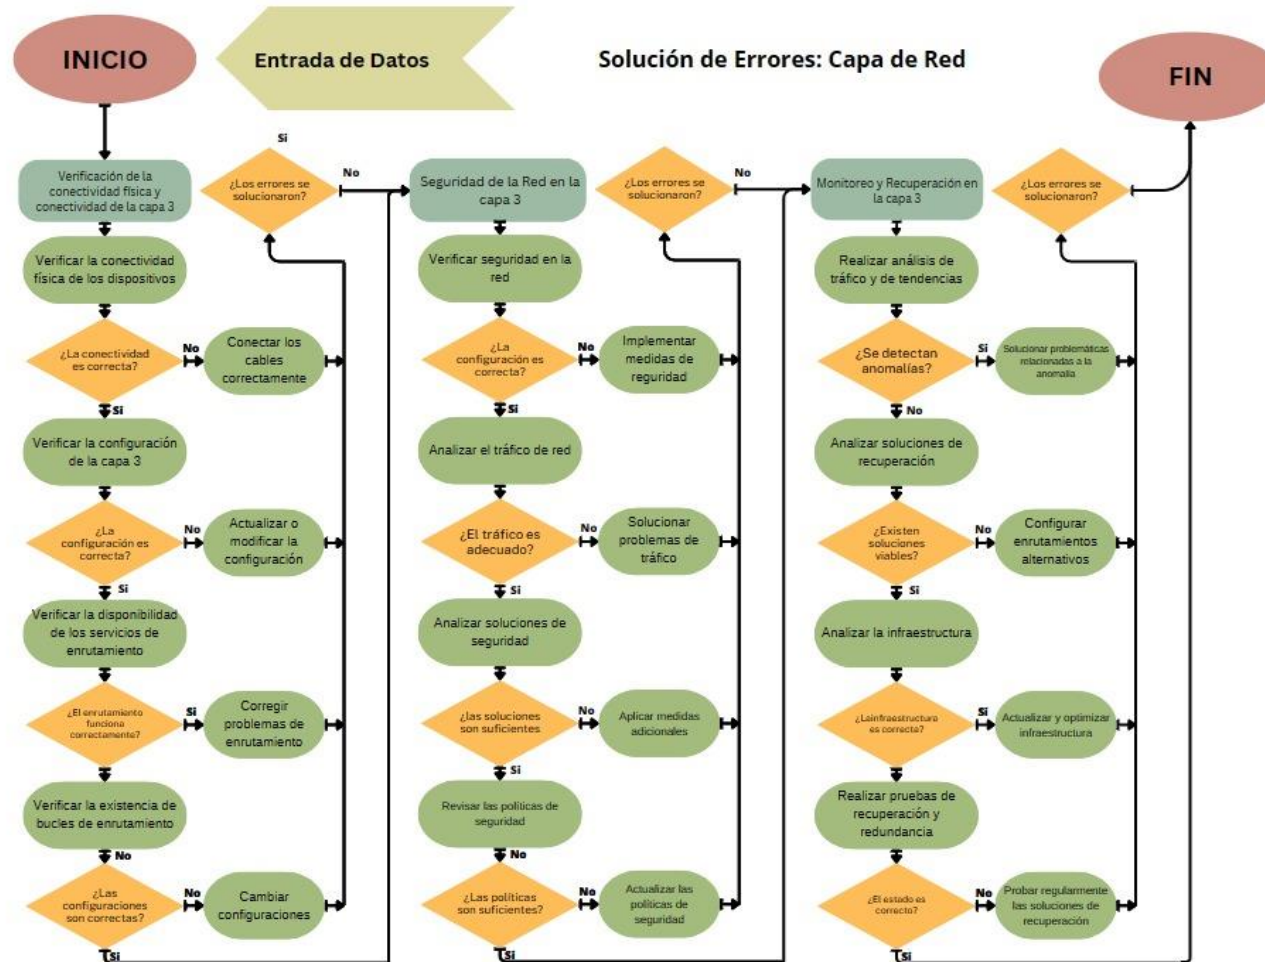 INICIO
Entrada de Datos
Solución de Errores: Capa de Red
FIN
Verificación de la
conectividad física y
conectividad de la capa 3
Verificar la conectividad
física de los dispositivos
¿La conectividad
es correcta?
No
Conectar los
cables
correctamente
Si
Verificar la configuración
de la capa 3
¿La
configuración es
correcta?
No
Actualizar o
modificar la
configuración
Si
Verificar la disponibilidad
de los servicios de
enrutamiento
¿El enrutamiento
funciona
correctamente?
Si
Corregir
problemas de
enrutamiento
Verificar la existencia de
bucles de enrutamiento
No
¿Las
configuraciones
son correctas?
No
Cambiar
configuraciones
Si
Si
¿Los errores se
solucionaron?
No
Seguridad de la Red en la
capa 3
Verificar seguridad en la
red
¿La
configuración es
correcta?
No
Implementar
medidas de
reguridad
Si
Analizar el tráfico de red
¿El tráfico es
adecuado?
No
Solucionar
problemas de
tráfico
Si
Analizar soluciones de
seguridad
¿las soluciones
son suficientes
No
Aplicar medidas
adicionales
Si
Revisar las políticas de
seguridad
No
¿Las políticas
son suficientes?
No
Actualizar las
políticas de
seguridad
Si
¿Los errores se
solucionaron?
No
Monitoreo y Recuperación en
la capa 3
Realizar análisis de
tráfico y de tendencias
¿Se detectan
anomalías?
Si
Solucionar problemáticas
relacionadas a la
anomalía
No
Analizar soluciones de
recuperación
¿Existen
soluciones
viables?
No
Configurar
enrutamientos
alternativos
Si
Analizar la infraestructura
¿Lainfraestructura
es correcta?
Si
Actualizar y optimizar
infraestructura
Realizar pruebas de
recuperación y
redundancia
¿El estado es
correcto?
No
Probar regularmente
las soluciones de
recuperación
Si
¿Los errores se
solucionaron?